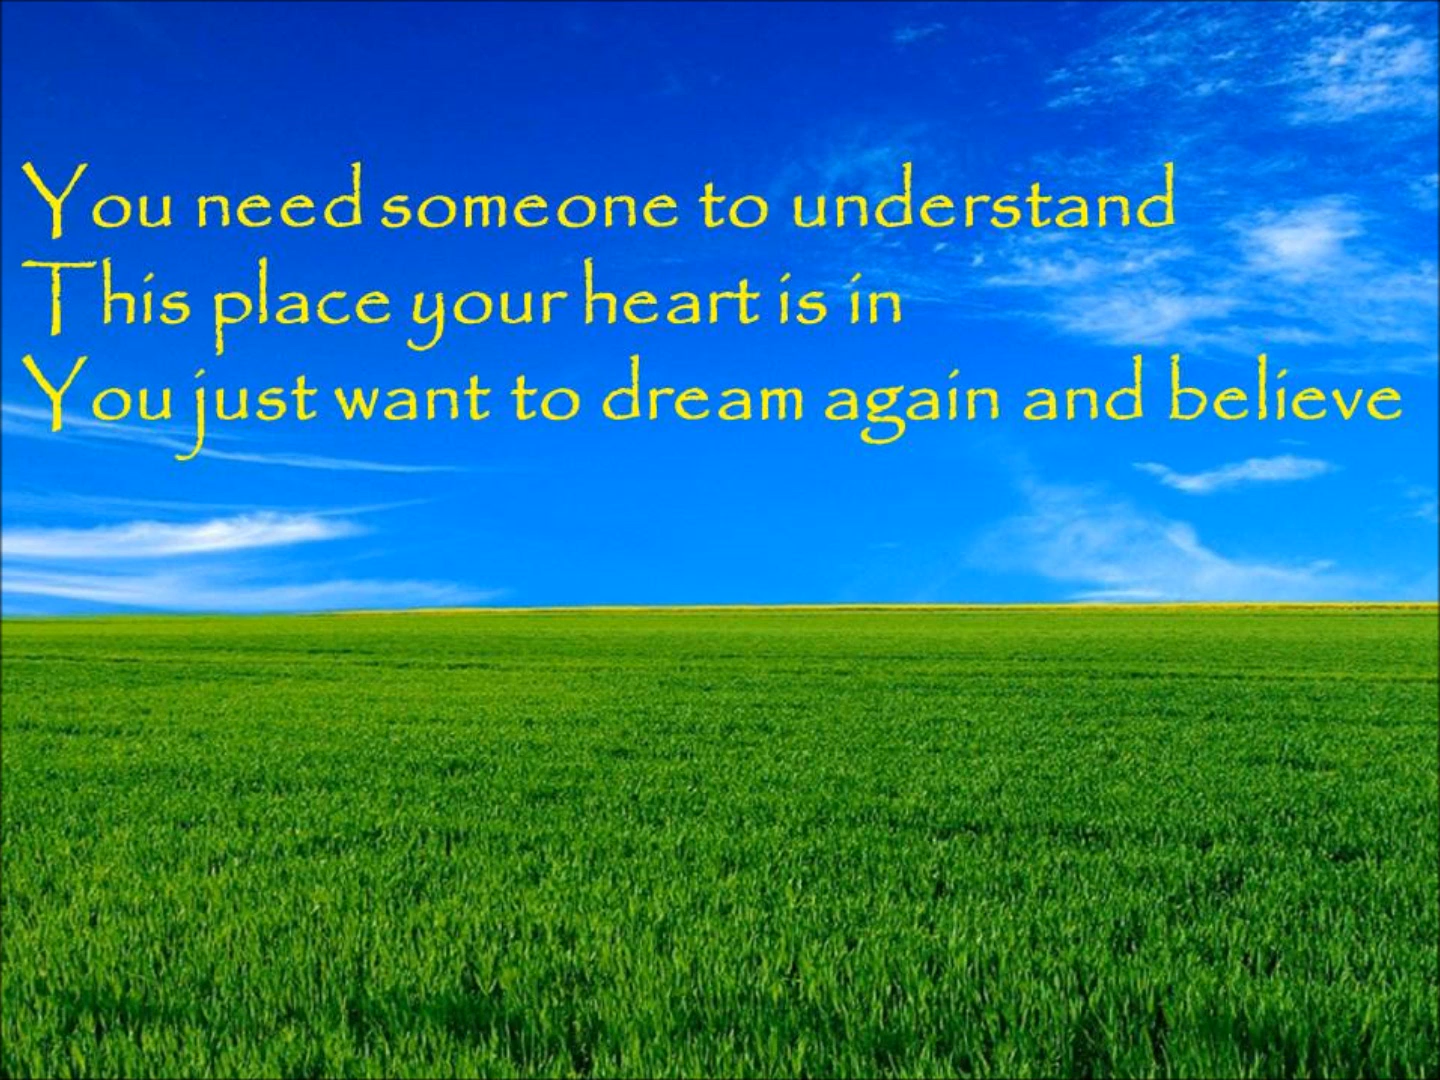 You need someone to understand
This place your heart is in
You just want to dream again and believe